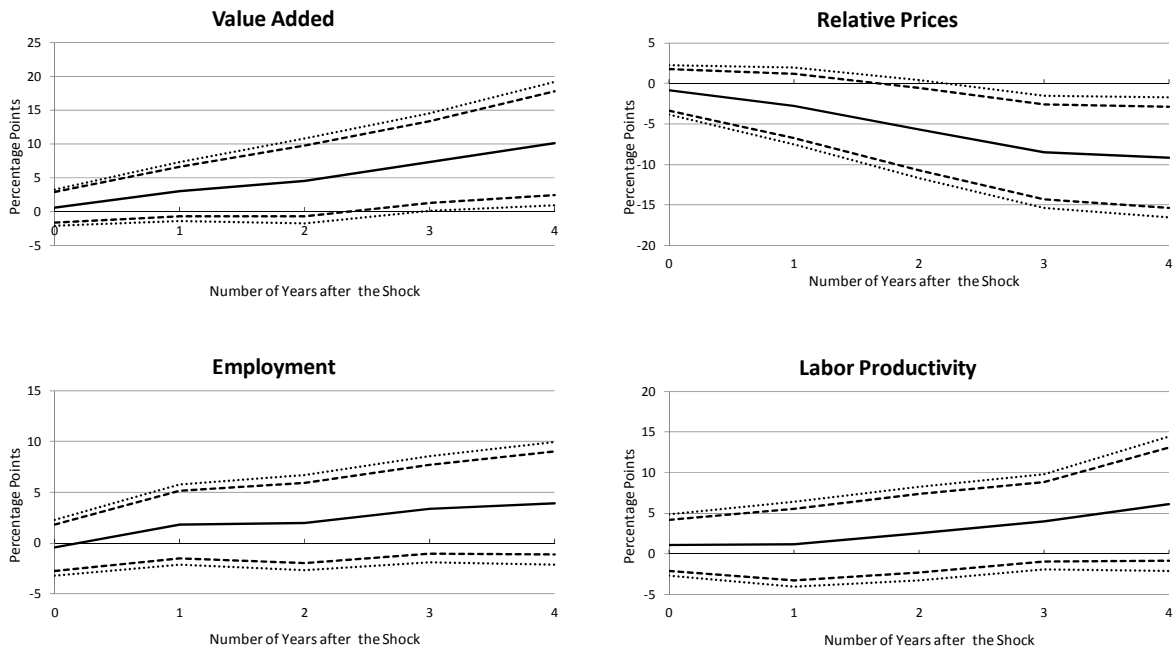 Value Added
25
20
15
10
5
0
-5
Percentage Points
0 1 2 3 4
Number of Years after the Shock
Relative Prices
5
0
-5
-10
-15
-20
Percentage Points
0 1 2 3 4
Number of Years after the Shock
Employment
15
10
5
0
-5
Percentage Points
0 1 2 3 4
Number of Years after the Shock
Labor Productivity
20
15
10
5
0
-5
Percentage Points
0 1 2 3 4
Number of Years after the Shock